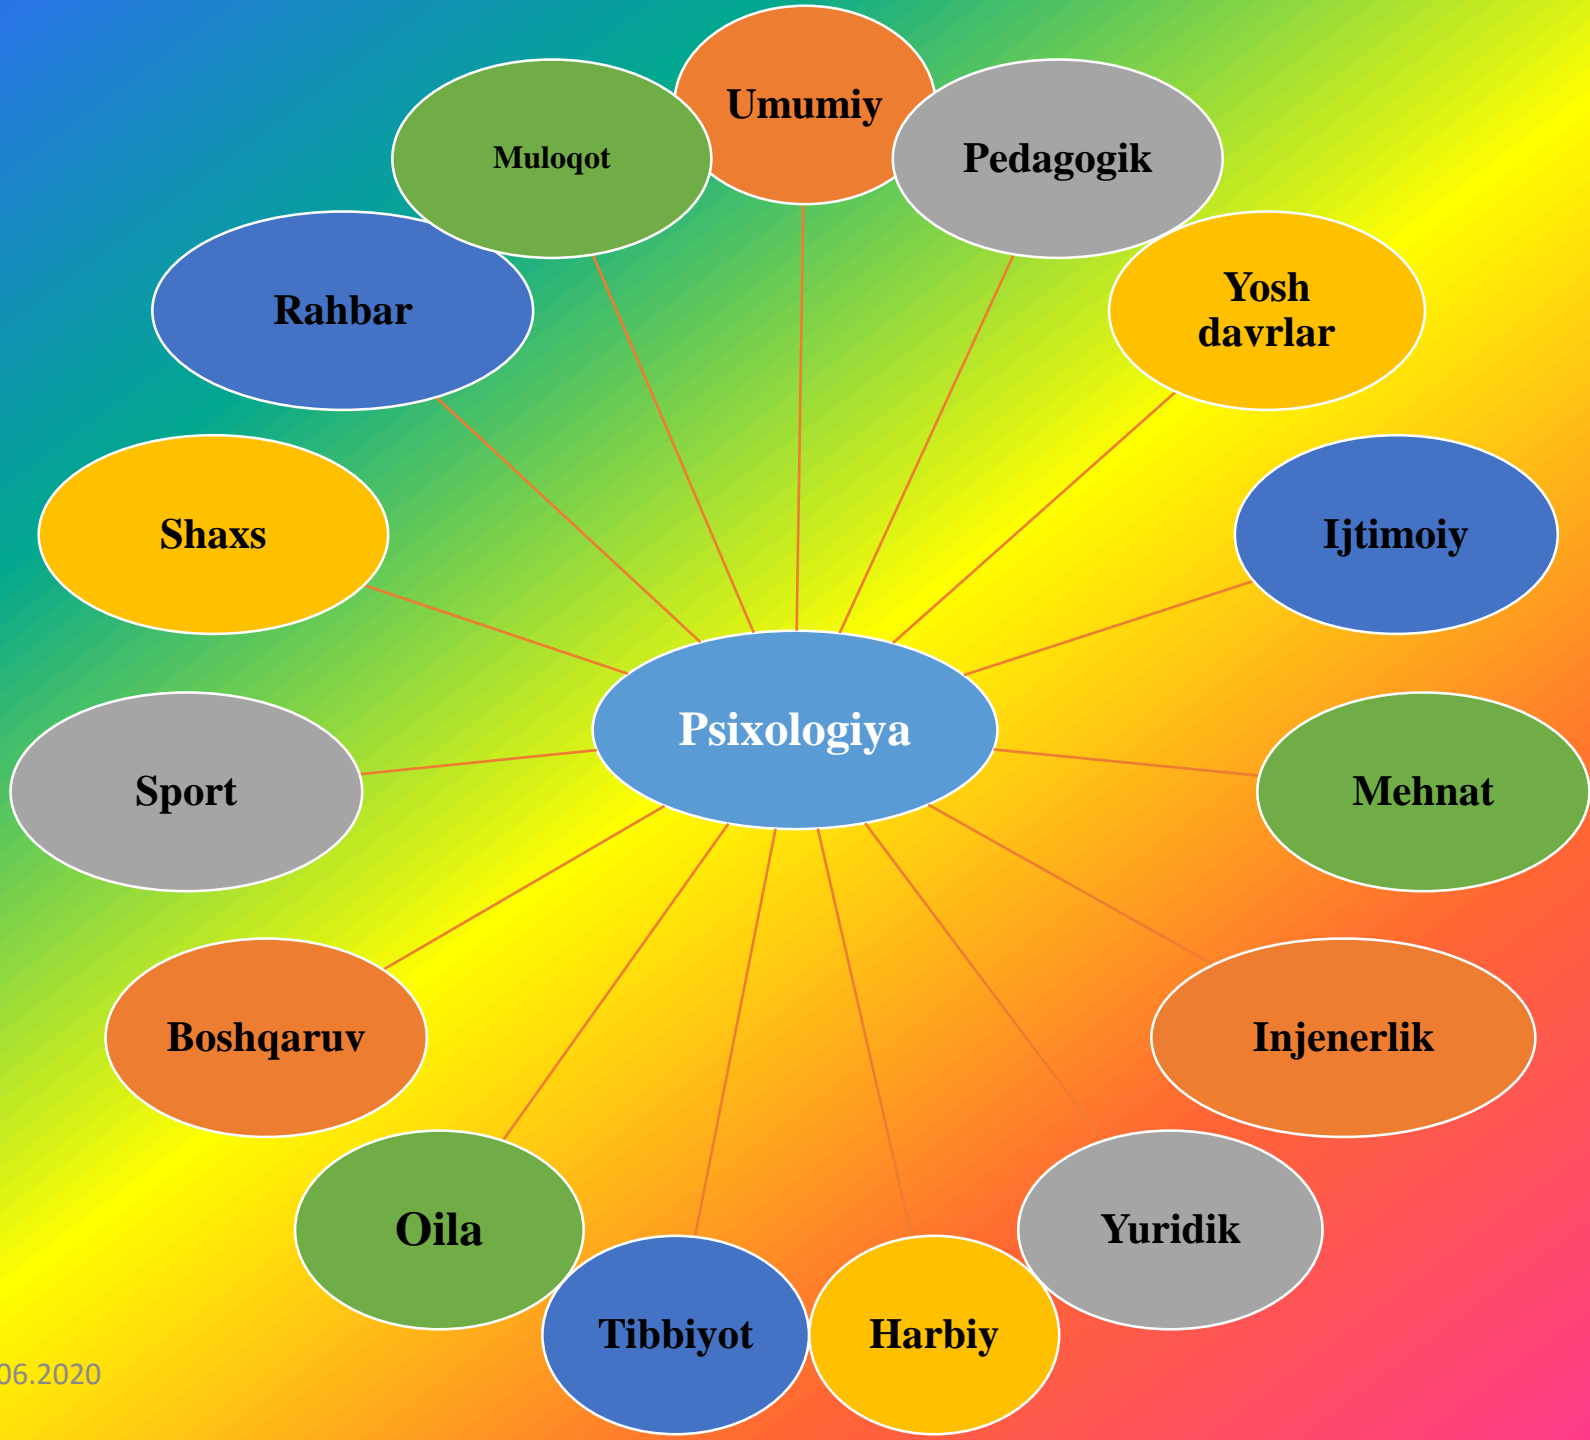 Umumiy
Muloqot
Pedagogik
Rahbar
Yosh
davrlar
Shaxs
Ijtimoiy
Psixologiya
Sport
Mehnat
Boshqaruv
Injenerlik
Oila
Yuridik
Tibbiyot
Harbiy
06.2020